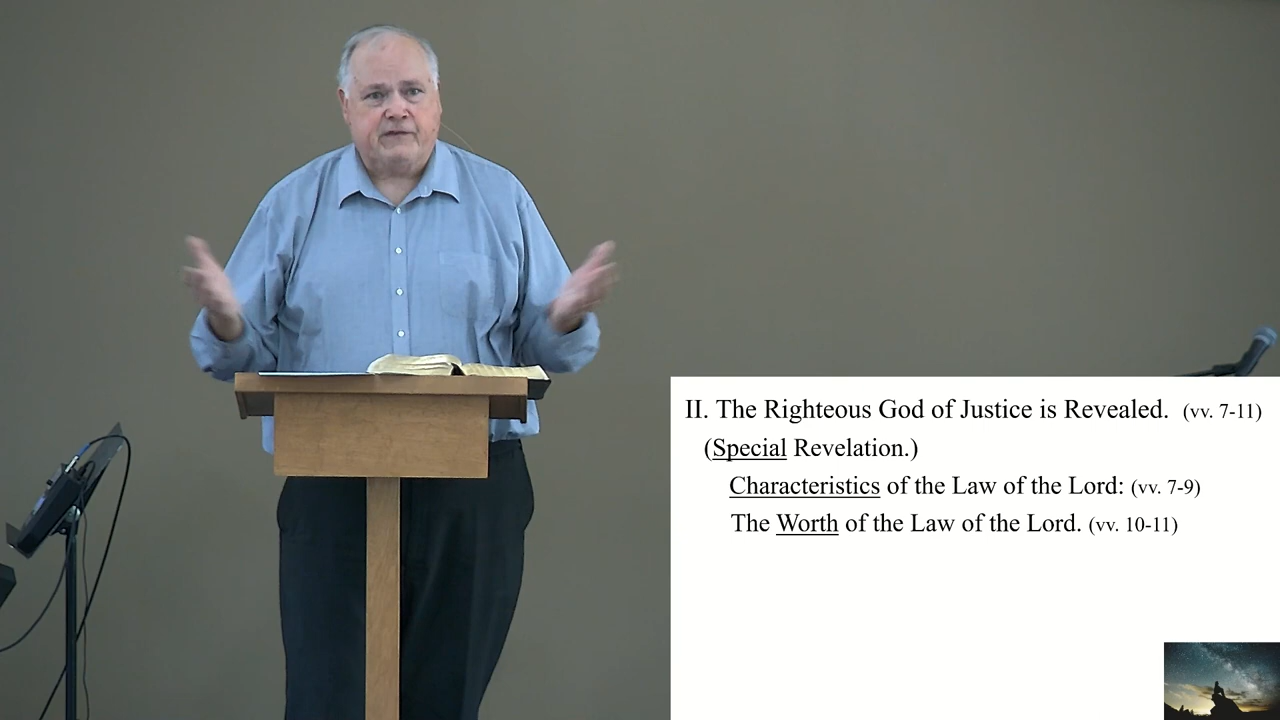 II. The Righteous God of Justice is Revealed. (vv. 7-11)
(Special Revelation.)
Characteristics of the Law of the Lord: (vv. 7-9)
The Worth of the Law of the Lord. (vv. 10-11)